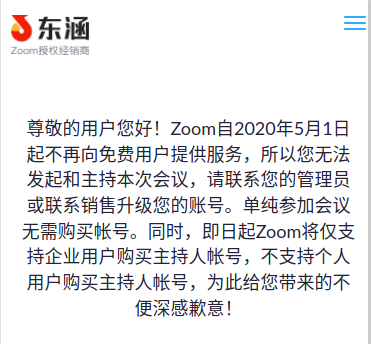 东涵
Zoom授权经销商
尊敬的用户您好！Zoom自2020年5月1日
起不再向免费用户提供服务，所以您无法
发起和主持本次会议，请联系您的管理员
或联系销售升级您的账号。单纯参加会议
无需购买帐号。同时，即日起Zoom将仅支
持企业用户购买主持人帐号，不支持个人
用户购买主持人帐号，为此给您带来的不
便深感歉意！